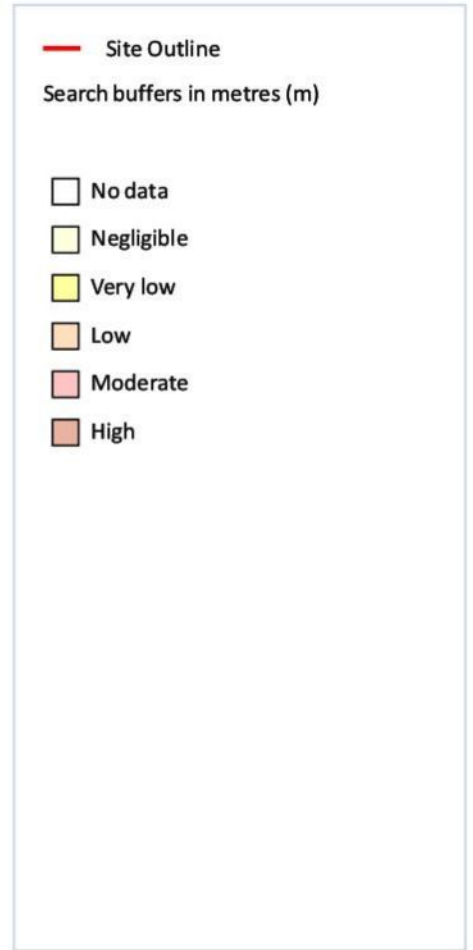 Site Outline
Search buffers in metres (m)
No data
Negligible
Very low
Low
Moderate
High